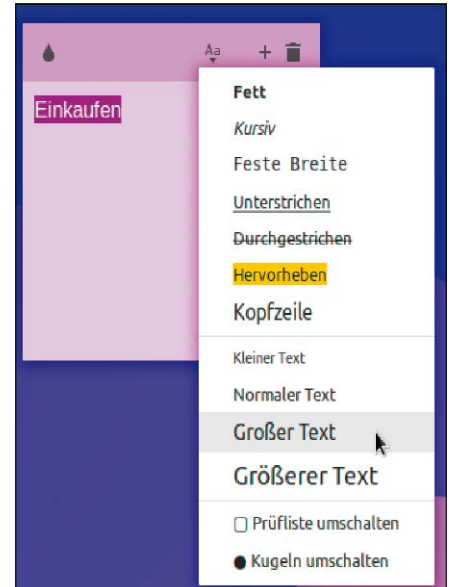 Aa
Einkaufen
Fett
Kursiv
Feste Breite
Unterstrichen
Durchgestrichen
Hervorheben
Kopfzeile
Kleiner Text
Normaler Text
Großer Text
Größerer Text
Prüfliste umschalten
Kugeln umschalten